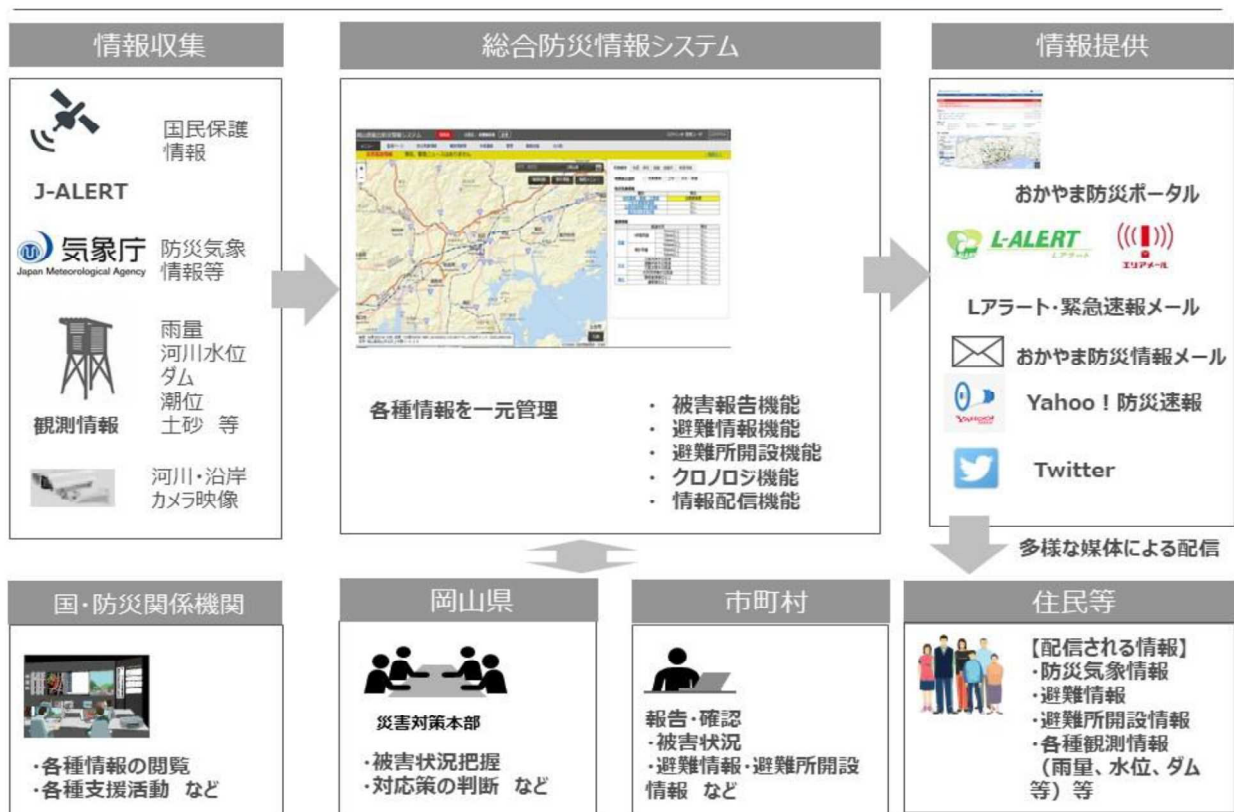 情報収集
国民保護
情報
J-ALERT
気象庁
Japan Meteorological Agency
防災気象
情報等
雨量
河川水位
ダム
潮位
土砂 等
観測情報
河川・沿岸
カメラ映像
総合防災情報システム
各種情報を一元管理
・ 被害報告機能
・ 避難情報機能
・ 避難所開設機能
・ クロノロジ機能
・ 情報配信機能
情報提供
おかやま防災ポータル
L-ALERT
Lアラート
エリアメール
Lアラート・緊急速報メール
おかやま防災情報メール
Yahoo！防災速報
Twitter
多様な媒体による配信
国・防災関係機関
・各種情報の閲覧
・各種支援活動 など
岡山県
災害対策本部
・被害状況把握
・対応策の判断 など
市町村
報告・確認
・被害状況
・避難情報・避難所開設
情報 など
住民等
【配信される情報】
・防災気象情報
・避難情報
・避難所開設情報
・各種観測情報
（雨量、水位、ダム
等）等